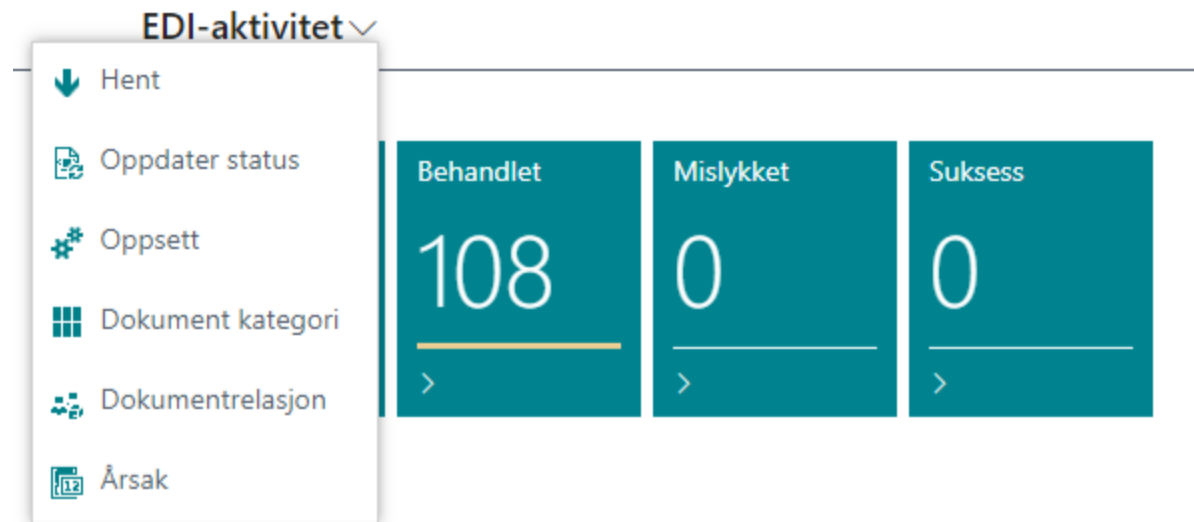 EDI-aktivitet
Hent
Oppdater status
Oppsett
Dokument kategori
Dokumentrelasjon
Årsak
Behandlet
108
Mislykket
0
Suksess
0